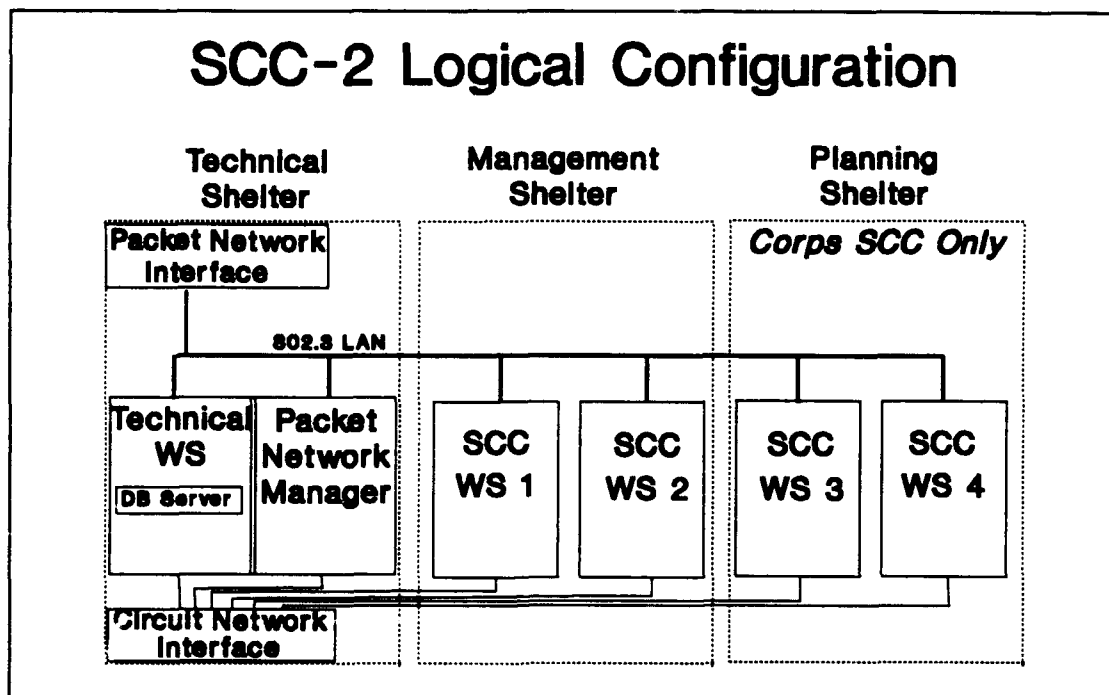 SCC-2 Logical Configuration
Technical
Shelter
Management
Shelter
Planning
Shelter
Packet Network
Interface
Corps SCC Only
802.3 LAN
Technical
WS
DB Server
Packet
Network
Manager
SCC
WS 1
SCC
WS 2
SCC
WS 3
SCC
WS 4
Circuit Network
Interface